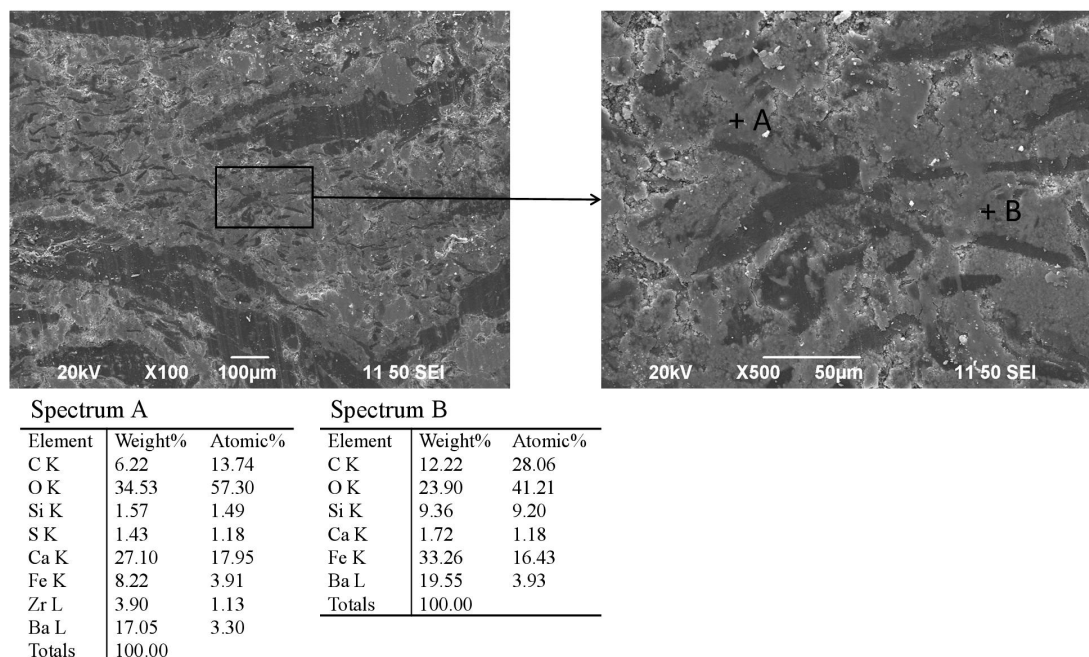 + A
+ B
20kV X100 100µm 11 50 SEI
20kV X500 50µm 11 50 SEI
Spectrum A
Element Weight% Atomic%
C K 6.22 13.74
O K 34.53 57.30
Si K 1.57 1.49
S K 1.43 1.18
Ca K 27.10 17.95
Fe K 8.22 3.91
Zr L 3.90 1.13
Ba L 17.05 3.30
Totals 100.00
Spectrum B
Element Weight% Atomic%
C K 12.22 28.06
O K 23.90 41.21
Si K 9.36 9.20
Ca K 1.72 1.18
Fe K 33.26 16.43
Ba L 19.55 3.93
Totals 100.00